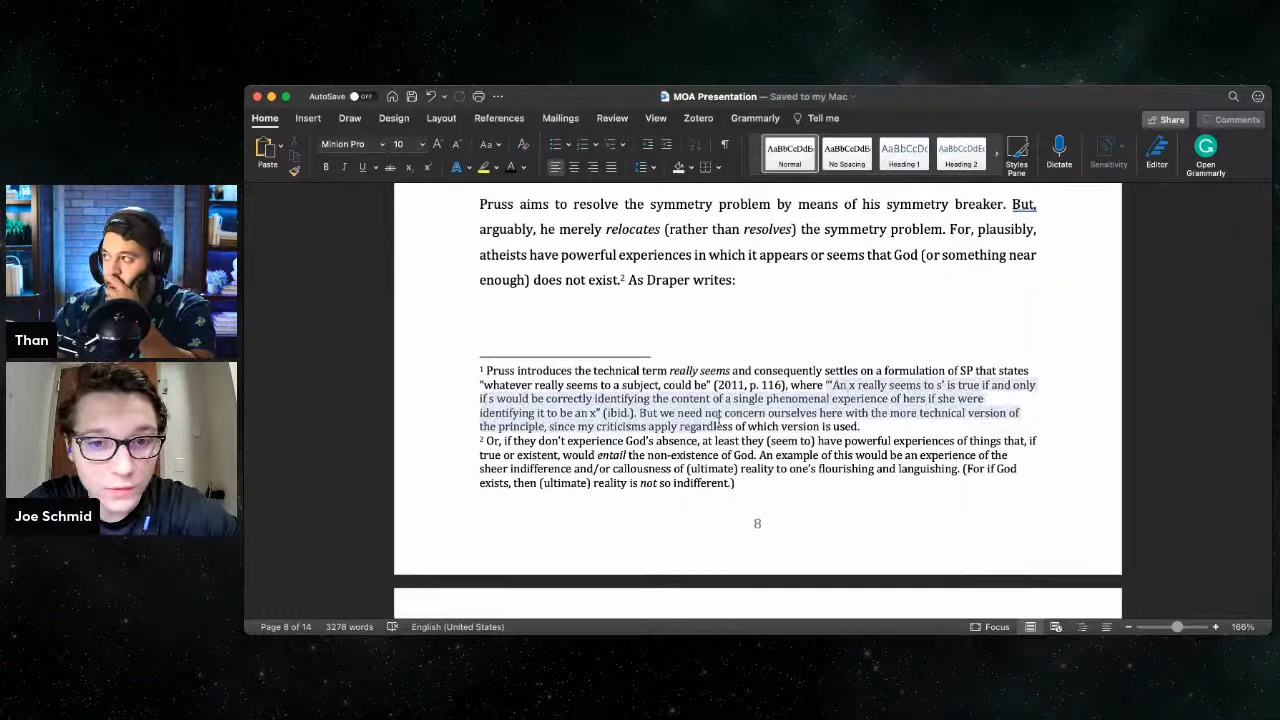 AutoSave OFF
MOA Presentation — Saved to my Mac
Home Insert Draw Design Layout References Mailings Review View Zotero Grammarly Tell me
Share Comments
Paste
Minion Pro 10
AaBbCcDdE AaBbCcDdE AaBbCcDc AaBbCcDdE
Normal No Spacing Heading 1 Heading 2
Styles Pane
Dictate
Sensitivity
Editor
Open Grammarly
Pruss aims to resolve the symmetry problem by means of his symmetry breaker. But,
arguably, he merely relocates (rather than resolves) the symmetry problem. For, plausibly,
atheists have powerful experiences in which it appears or seems that God (or something near
enough) does not exist.² As Draper writes:
¹ Pruss introduces the technical term really seems and consequently settles on a formulation of SP that states
“whatever really seems to a subject, could be” (2011, p. 116), where “‘An x really seems to s’ is true if and only
if s would be correctly identifying the content of a single phenomenal experience of hers if she were
identifying it to be an x” (ibid.). But we need not concern ourselves here with the more technical version of
the principle, since my criticisms apply regardless of which version is used.
² Or, if they don’t experience God’s absence, at least they (seem to) have powerful experiences of things that, if
true or existent, would entail the non-existence of God. An example of this would be an experience of the
sheer indifference and/or callousness of (ultimate) reality to one’s flourishing and languishing. (For if God
exists, then (ultimate) reality is not so indifferent.)
8
Page 8 of 14 3278 words English (United States) Focus 166%
Than
Joe Schmid